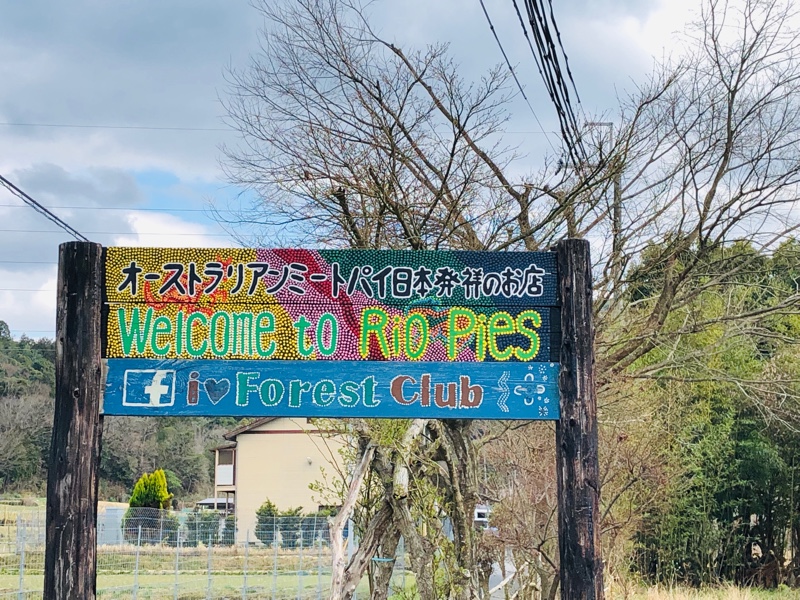 オーストラリアンミートパイ日本発祥のお店
Welcome to Rio Pies
f i♥Forest Club